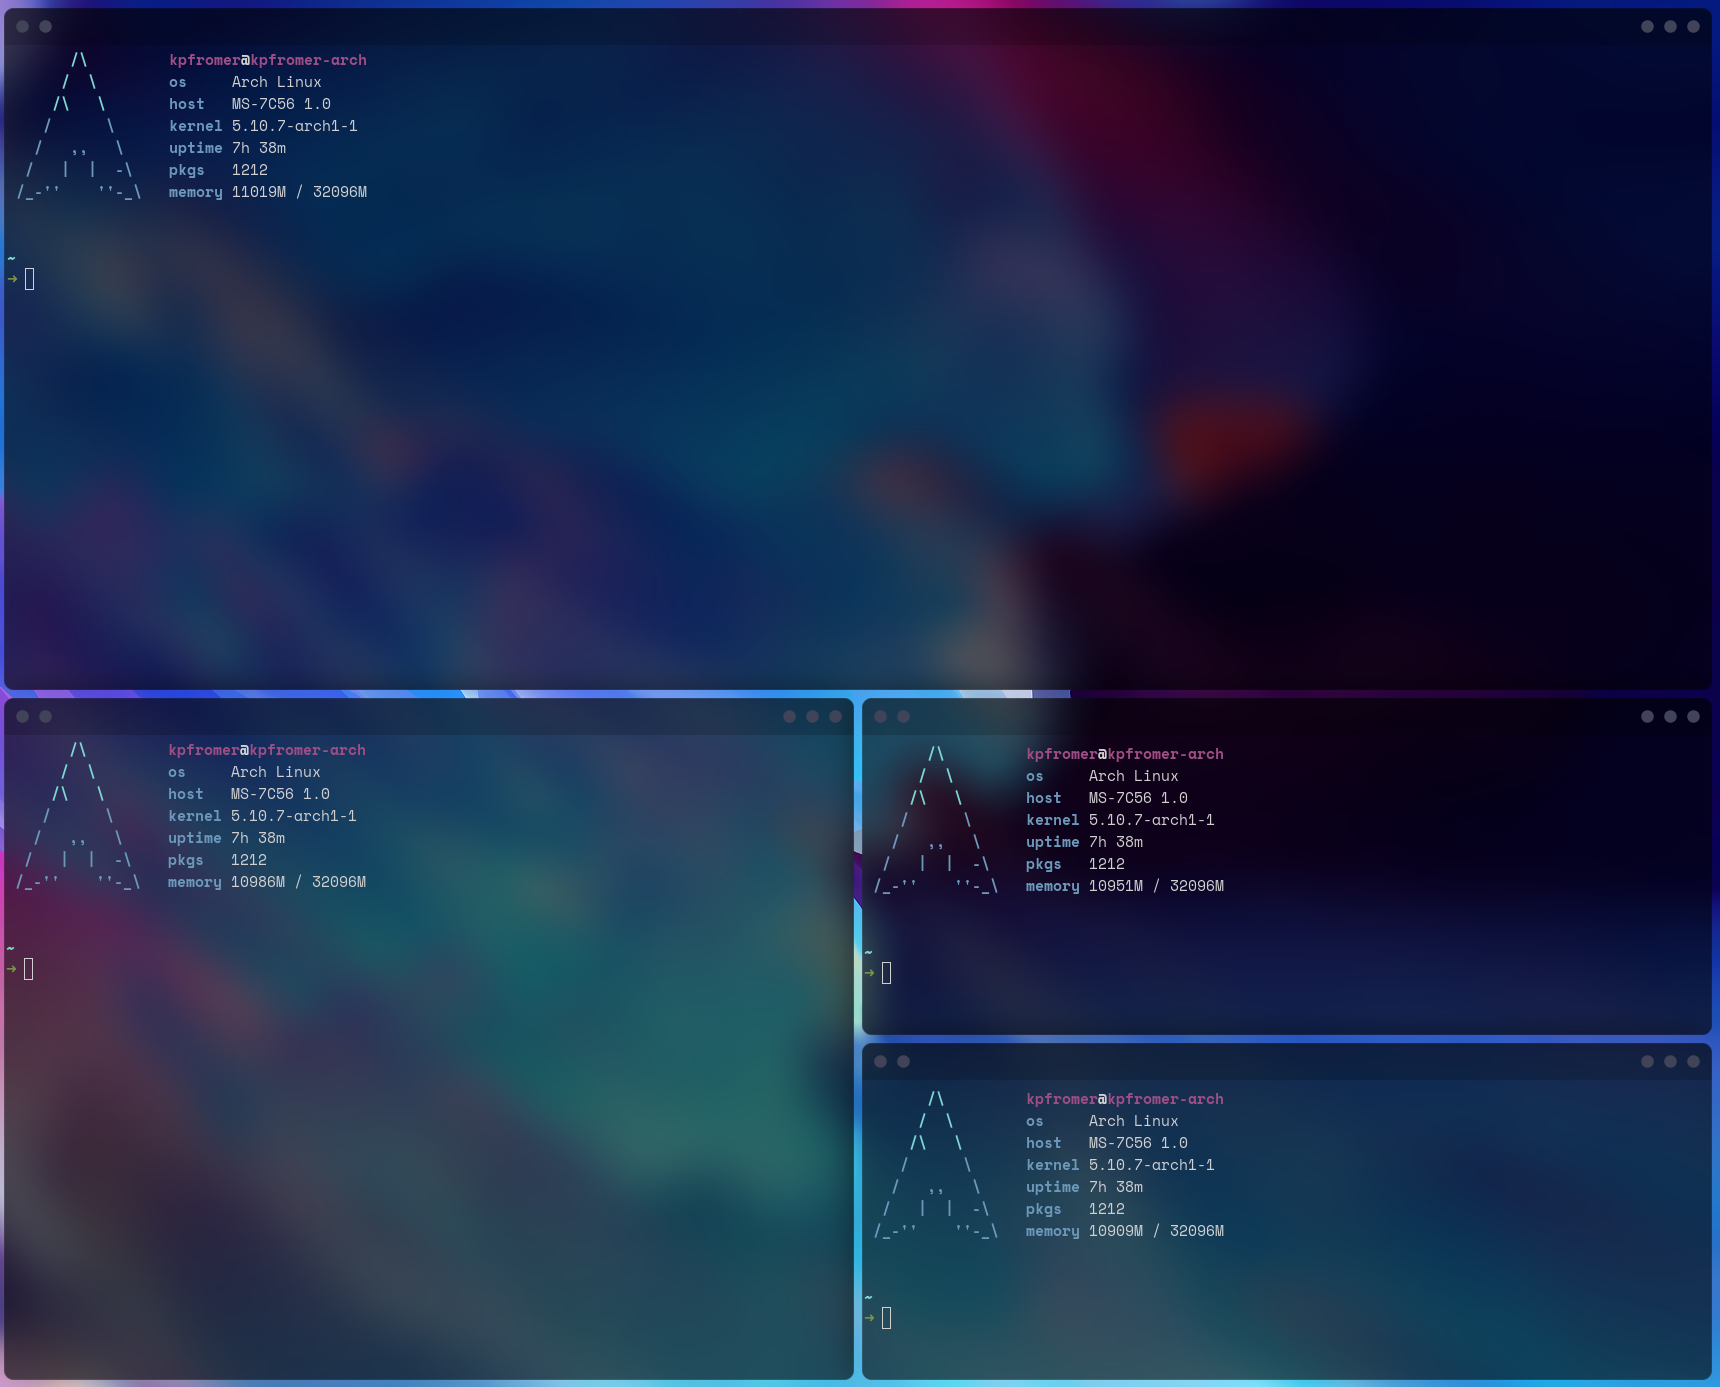 kpfromer@kpfromer-arch
os Arch Linux
host MS-7C56 1.0
kernel 5.10.7-arch1-1
uptime 7h 38m
pkgs 1212
memory 11019M / 32096M
~
→
kpfromer@kpfromer-arch
os Arch Linux
host MS-7C56 1.0
kernel 5.10.7-arch1-1
uptime 7h 38m
pkgs 1212
memory 10986M / 32096M
~
→
kpfromer@kpfromer-arch
os Arch Linux
host MS-7C56 1.0
kernel 5.10.7-arch1-1
uptime 7h 38m
pkgs 1212
memory 10951M / 32096M
~
→
kpfromer@kpfromer-arch
os Arch Linux
host MS-7C56 1.0
kernel 5.10.7-arch1-1
uptime 7h 38m
pkgs 1212
memory 10909M / 32096M
~
→